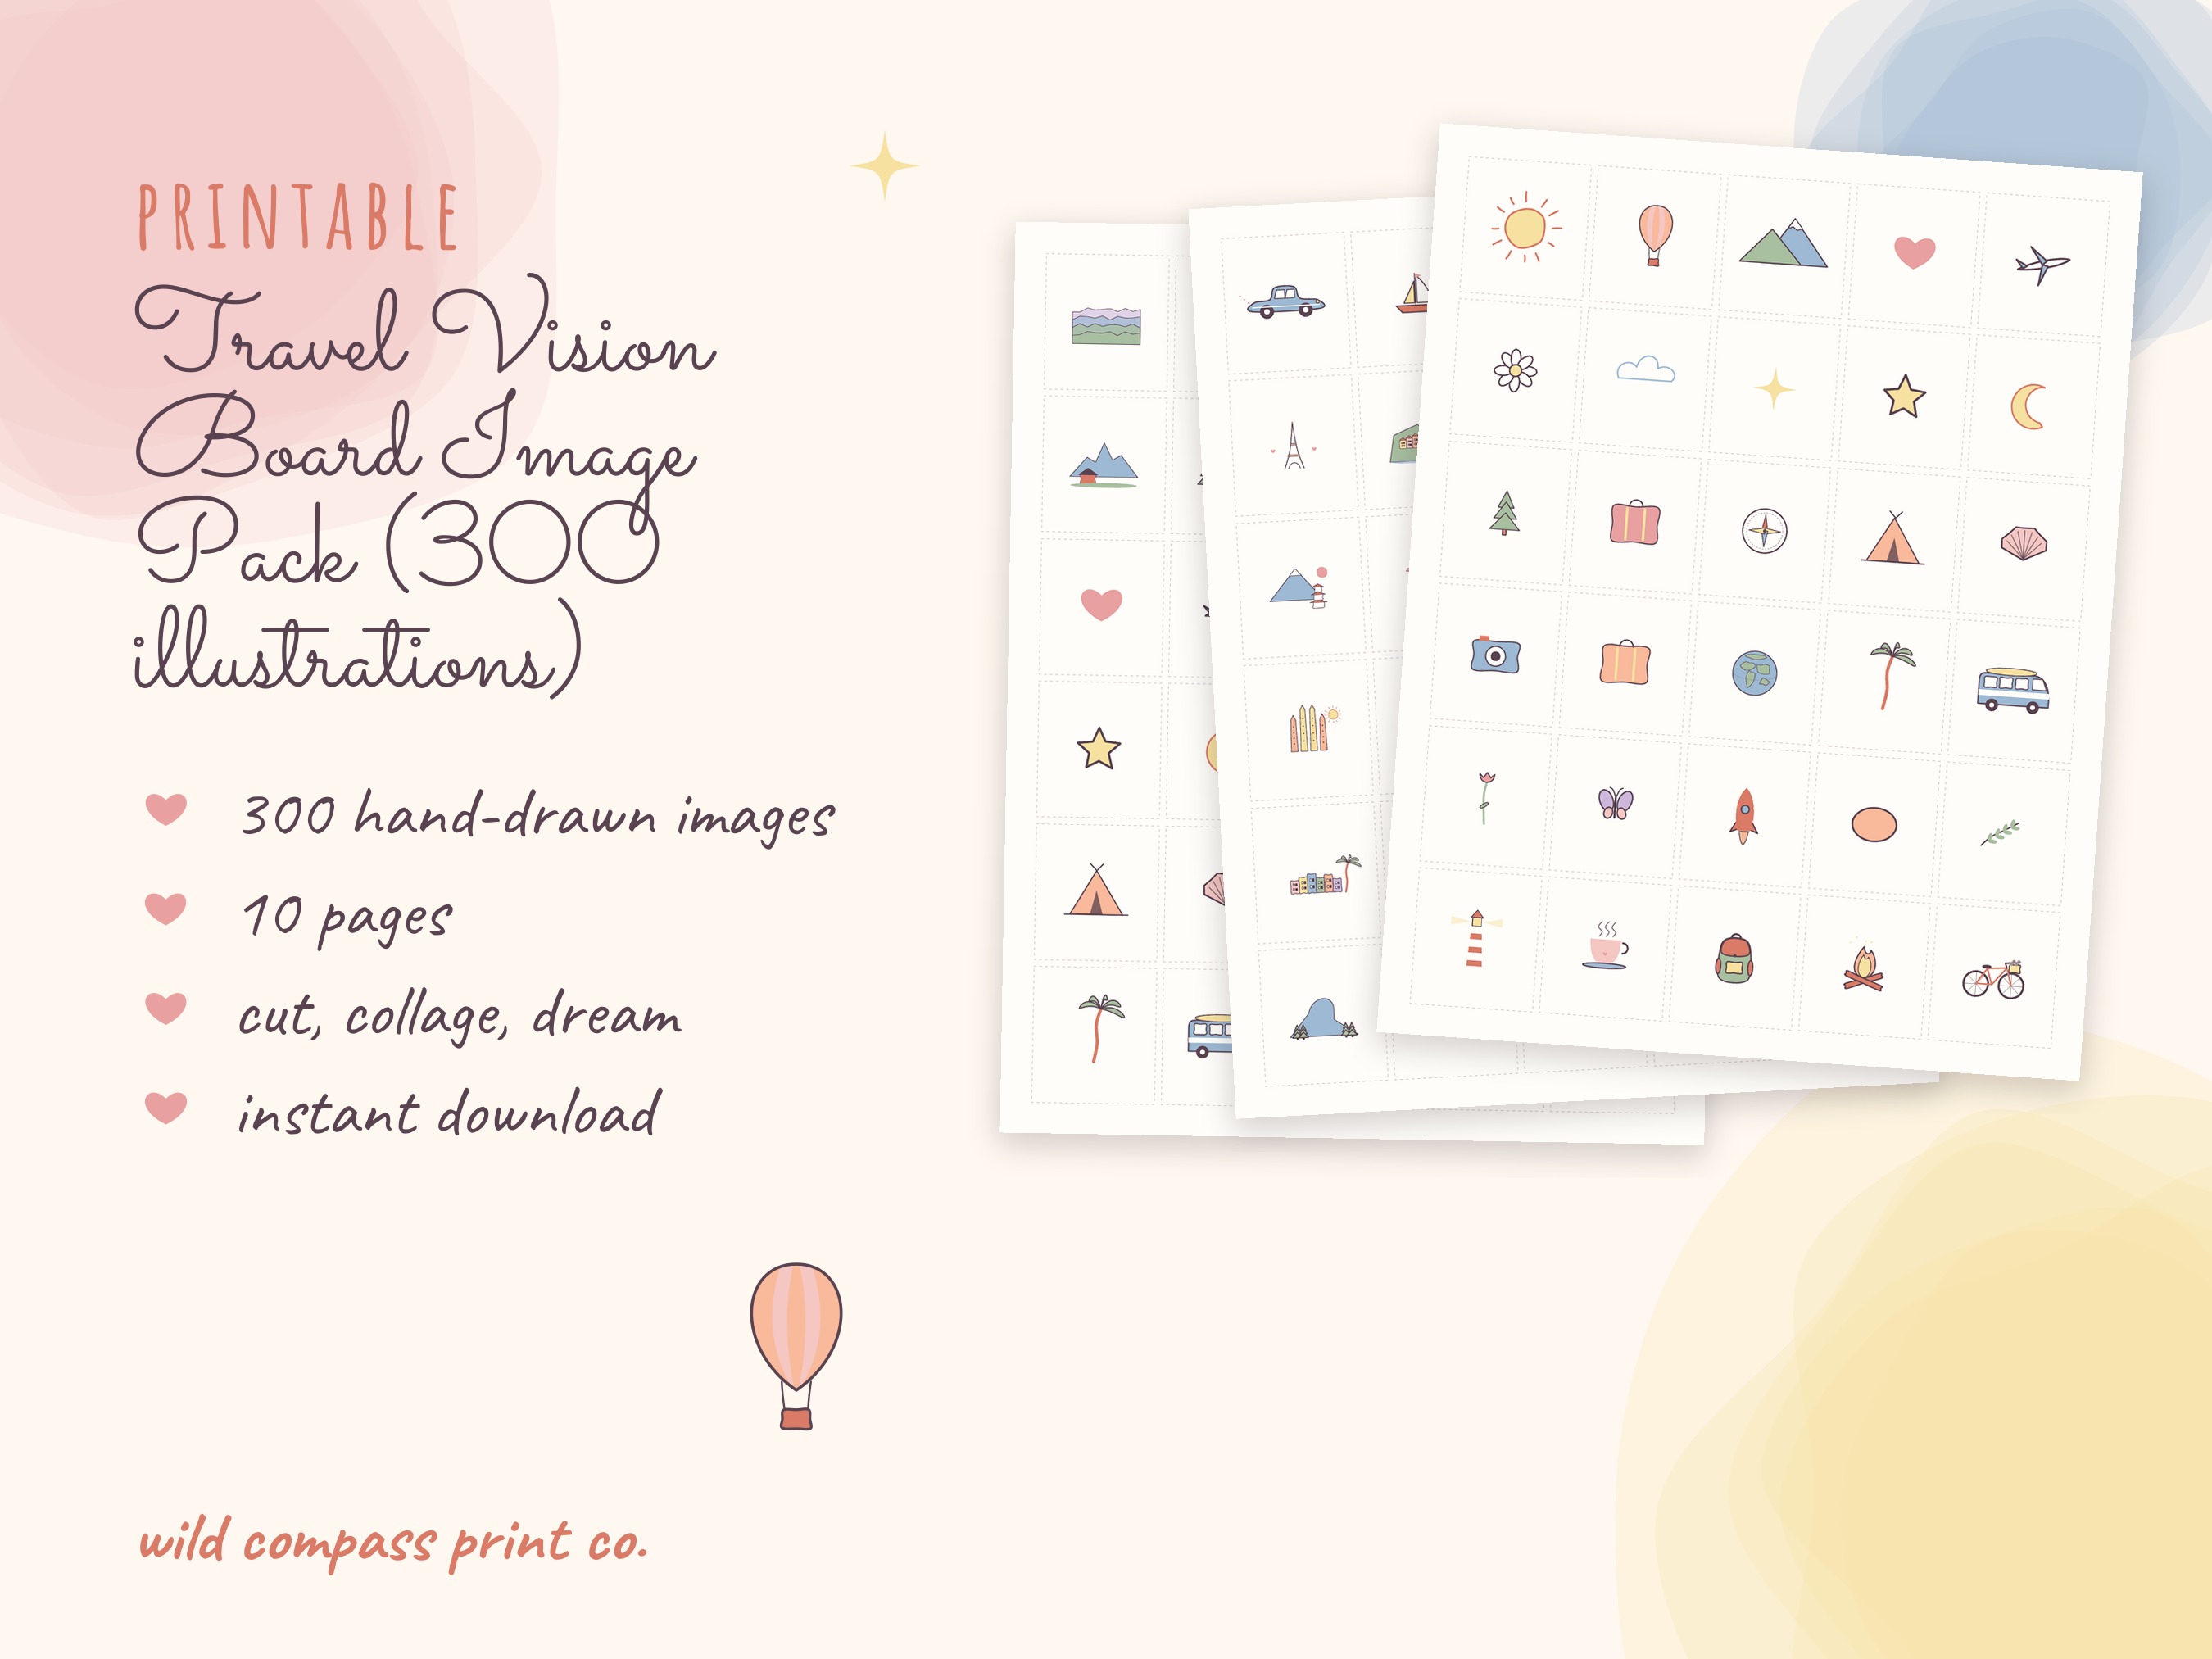 PRINTABLE
Travel Vision
Board Image
Pack (300
illustrations)
300 hand-drawn images
10 pages
cut, collage, dream
instant download
wild compass print co.